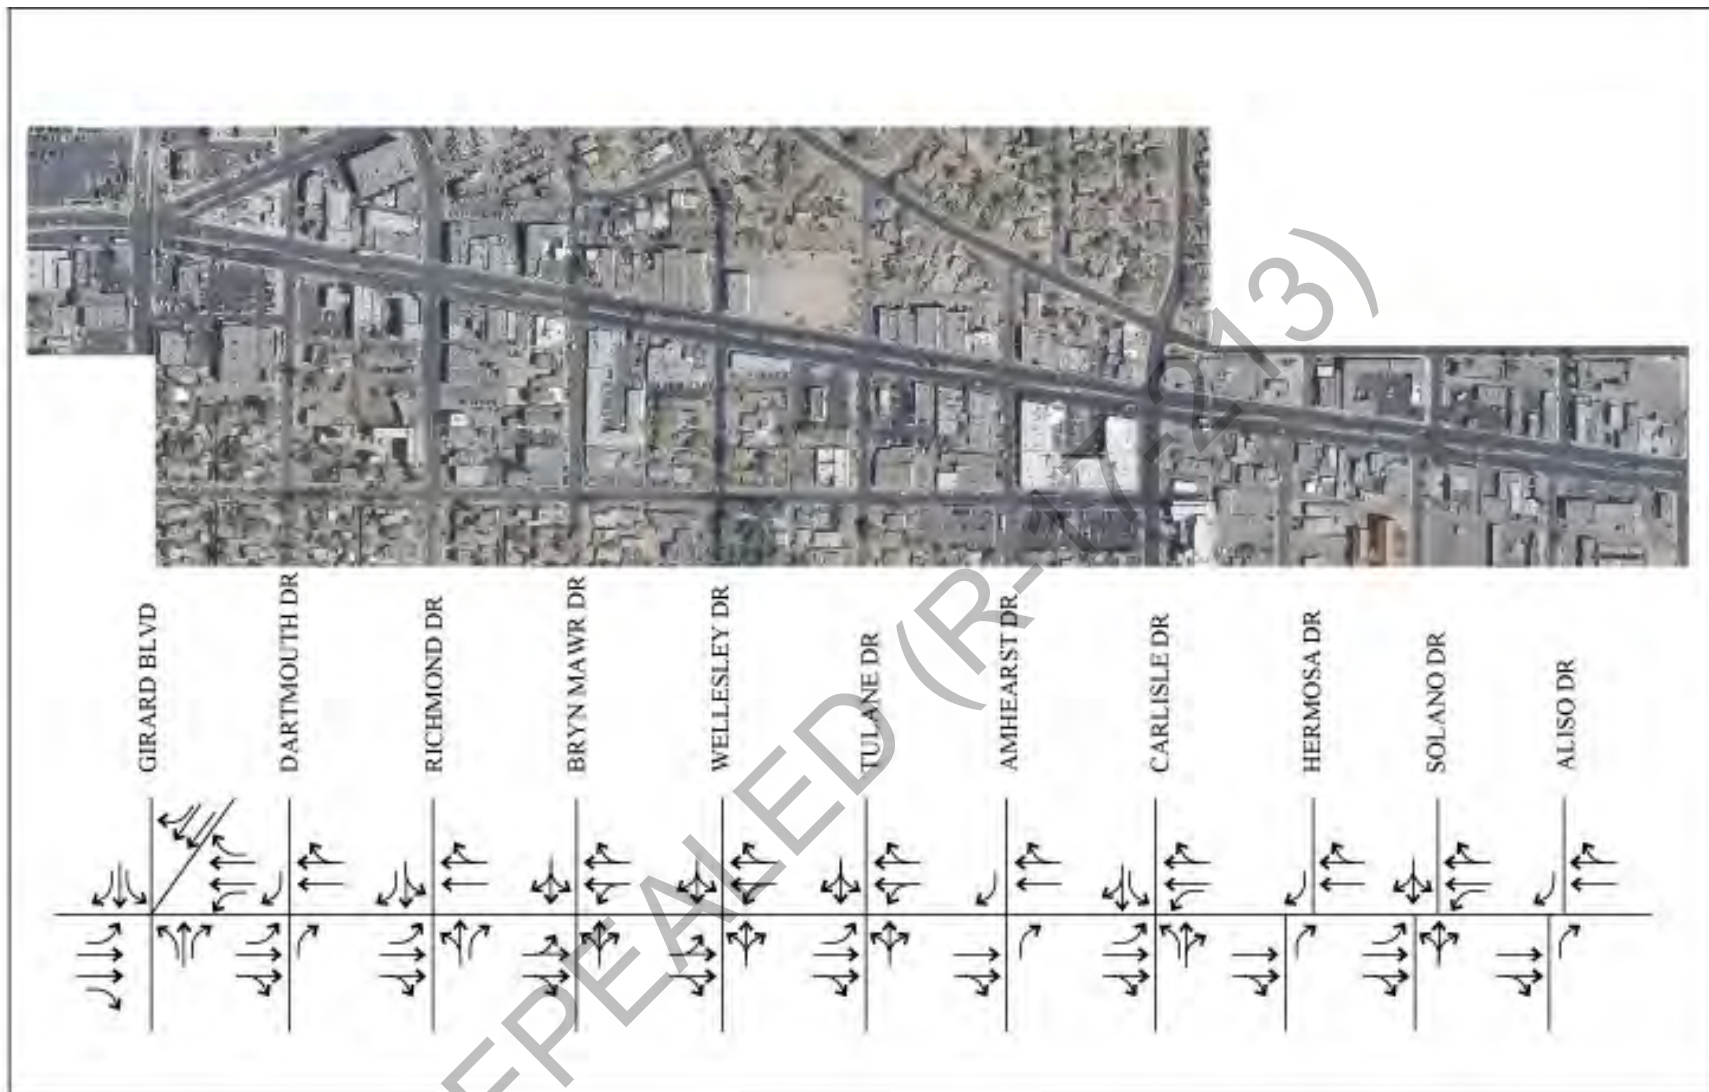 GIRARD BLVD
DARTMOUTH DR
RICHMOND DR
BRYN MAWR DR
WELLESLEY DR
TULANE DR
AMHEARST DR
CARLISLE DR
HERMOSA DR
SOLANO DR
ALISO DR
EPEALED (R-17-213)